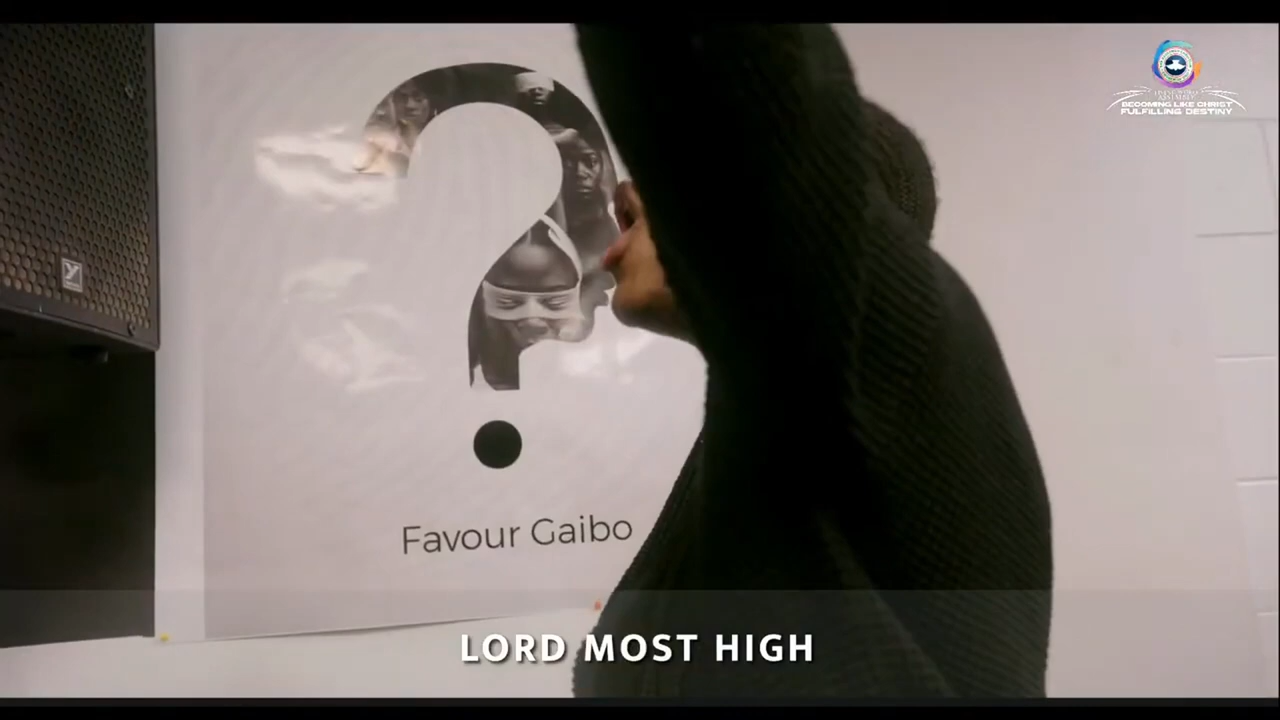 BECOMING LIKE CHRIST
FULFILLING DESTINY
Favour Gaibo
LORD MOST HIGH